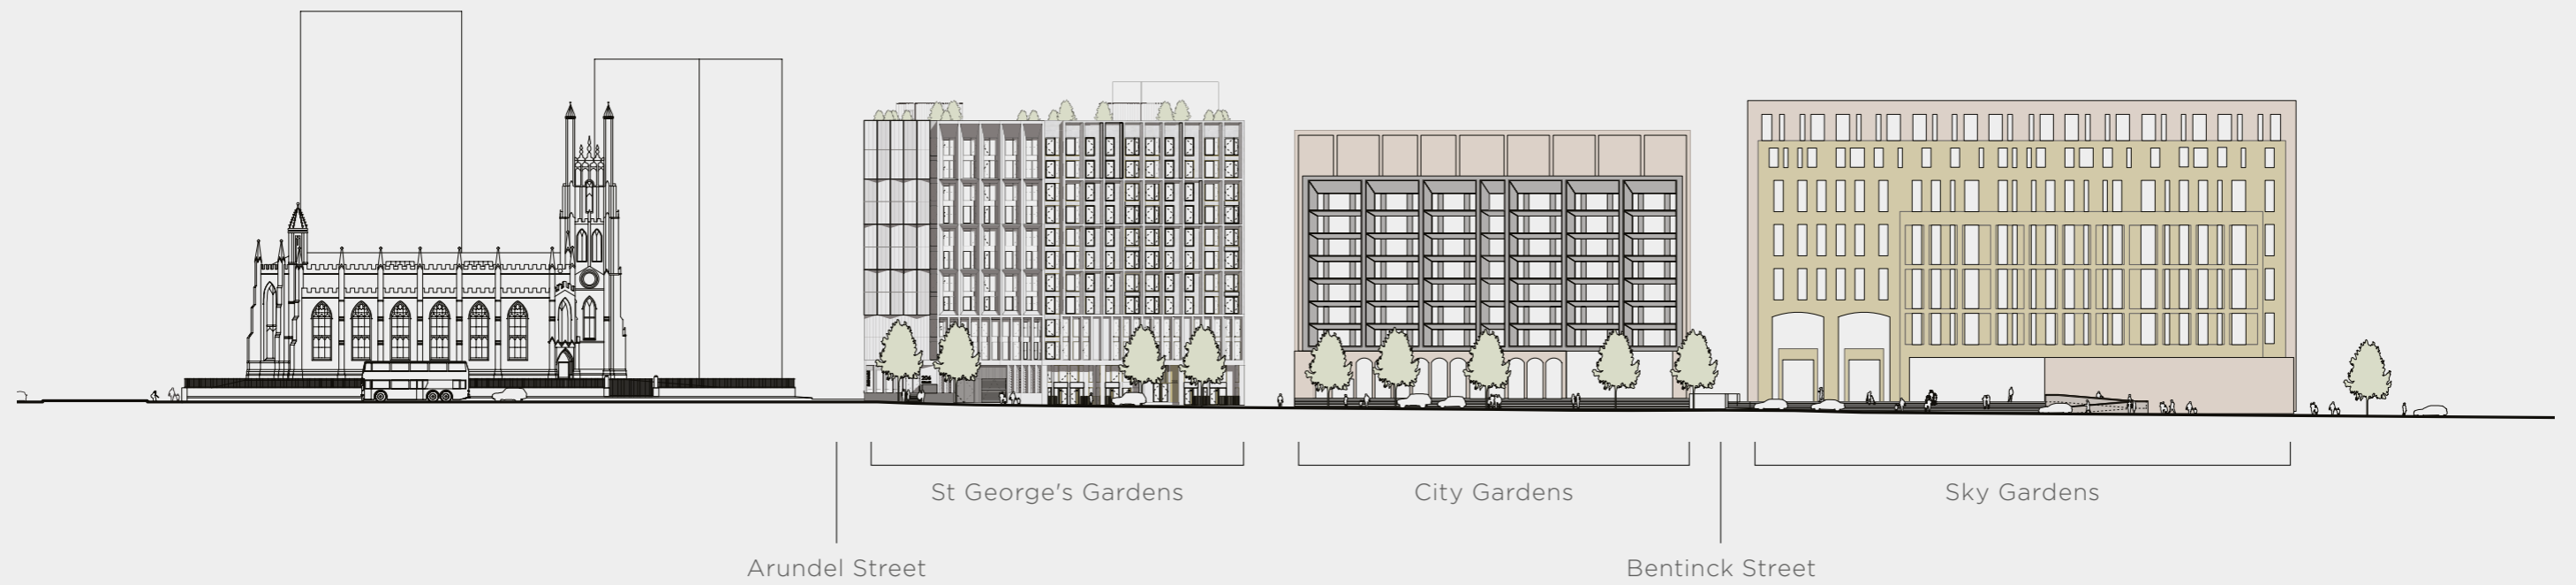 St George's Gardens
City Gardens
Sky Gardens
Arundel Street
Bentinck Street